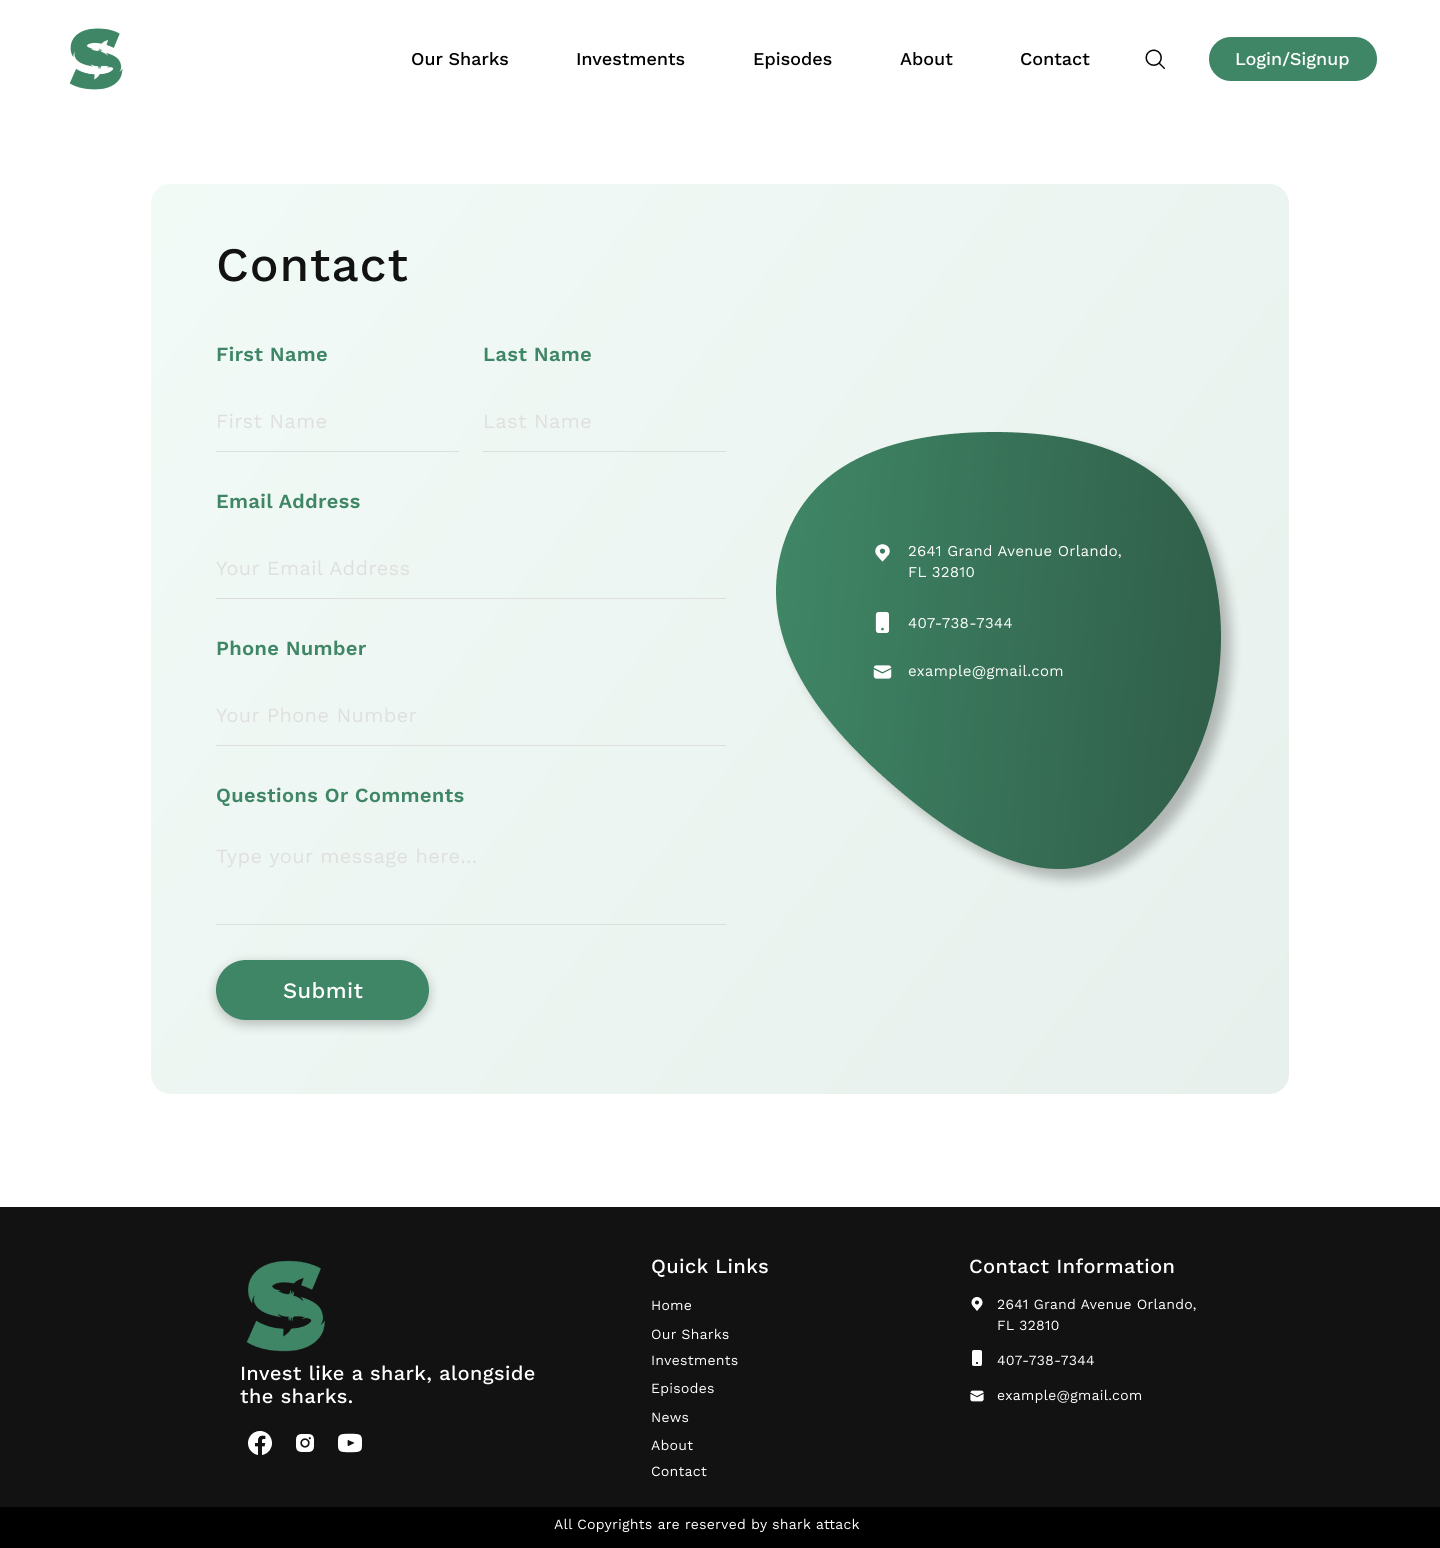 S
Our Sharks
Investments
Episodes
About
Contact
Login/Signup
Contact
First Name
Last Name
First Name
Last Name
Email Address
Your Email Address
Phone Number
Your Phone Number
Questions Or Comments
Type your message here...
Submit
2641 Grand Avenue Orlando,
FL 32810
407-738-7344
example@gmail.com
S
Invest like a shark, alongside
the sharks.
Quick Links
Home
Our Sharks
Investments
Episodes
News
About
Contact
Contact Information
2641 Grand Avenue Orlando,
FL 32810
407-738-7344
example@gmail.com
All Copyrights are reserved by shark attack